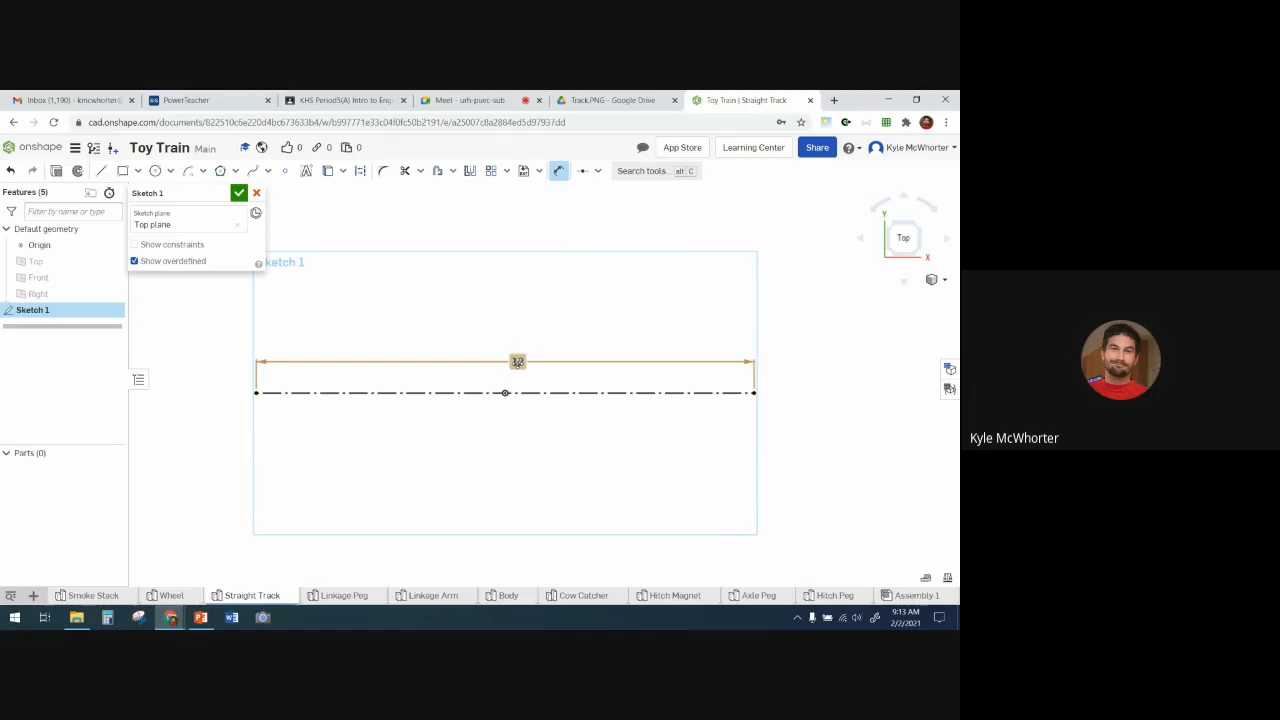 Inbox (1,190) - kmcwhorter@
PowerTeacher
KHS Period5(A) Intro to Eng
Meet - urh-puec-sub
Track.PNG - Google Drive
Toy Train | Straight Track
cad.onshape.com/documents/822510c6e220d4bc673633b4/w/b997771e33c04f0fc50b2191/e/a25007c8a2884ed5d97937dd
onshape
Toy Train Main
0
0
0
App Store
Learning Center
Share
Kyle McWhorter
Search tools... alt C
Features (5)
Filter by name or type
Default geometry
Origin
Top
Front
Right
Sketch 1
Parts (0)
Sketch 1
Sketch plane
Top plane
Show constraints
Show overdefined
ketch 1
Y
Top
X
Kyle McWhorter
Smoke Stack
Wheel
Straight Track
Linkage Peg
Linkage Arm
Body
Cow Catcher
Hitch Magnet
Axle Peg
Hitch Peg
Assembly 1
9:13 AM
2/2/2021